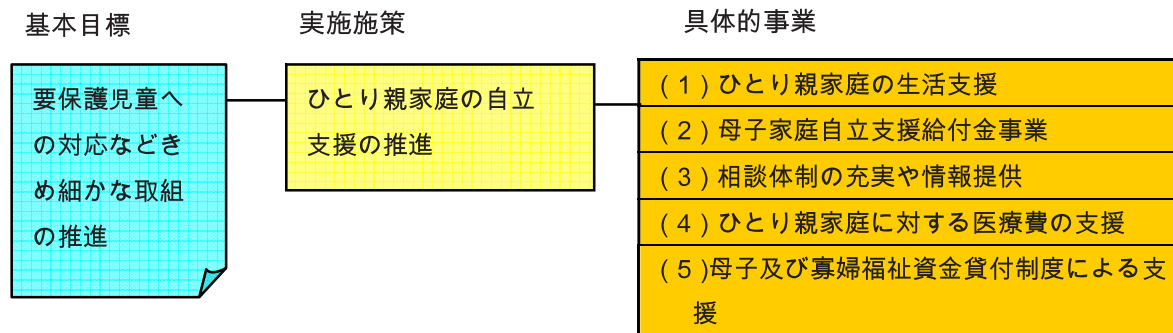 基本目標
実施施策
具体的事業
要保護児童へ
の対応などき
め細かな取組
の推進
ひとり親家庭の自立
支援の推進
(1)ひとり親家庭の生活支援
(2)母子家庭自立支援給付金事業
(3)相談体制の充実や情報提供
(4)ひとり親家庭に対する医療費の支援
(5)母子及び寡婦福祉資金貸付制度による支
援